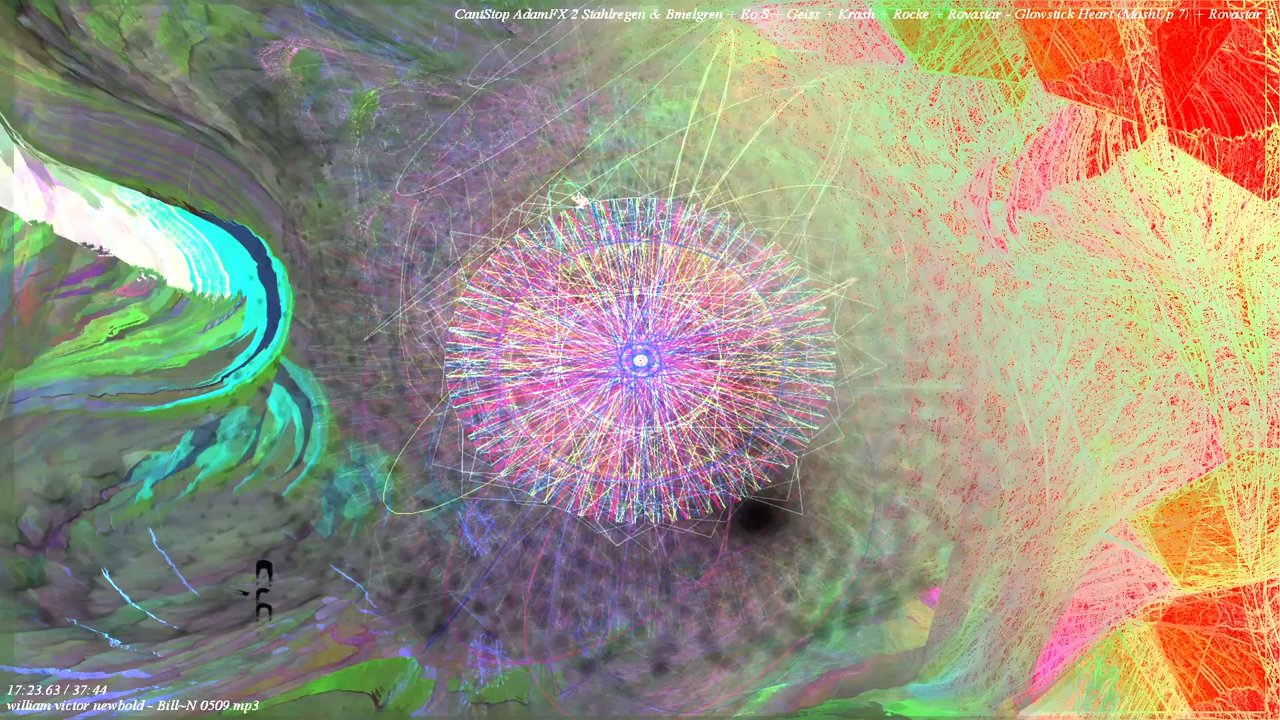 CantStop AdamFX 2 Stahlregen & Bmelgren + Eo.S + Geiss + Krash + Rocke + Rovastar - Glowstick Heart (MashUp 7) + Rovastar
17:23.63 / 37:44
william victor newbold - Bill~N 0509.mp3